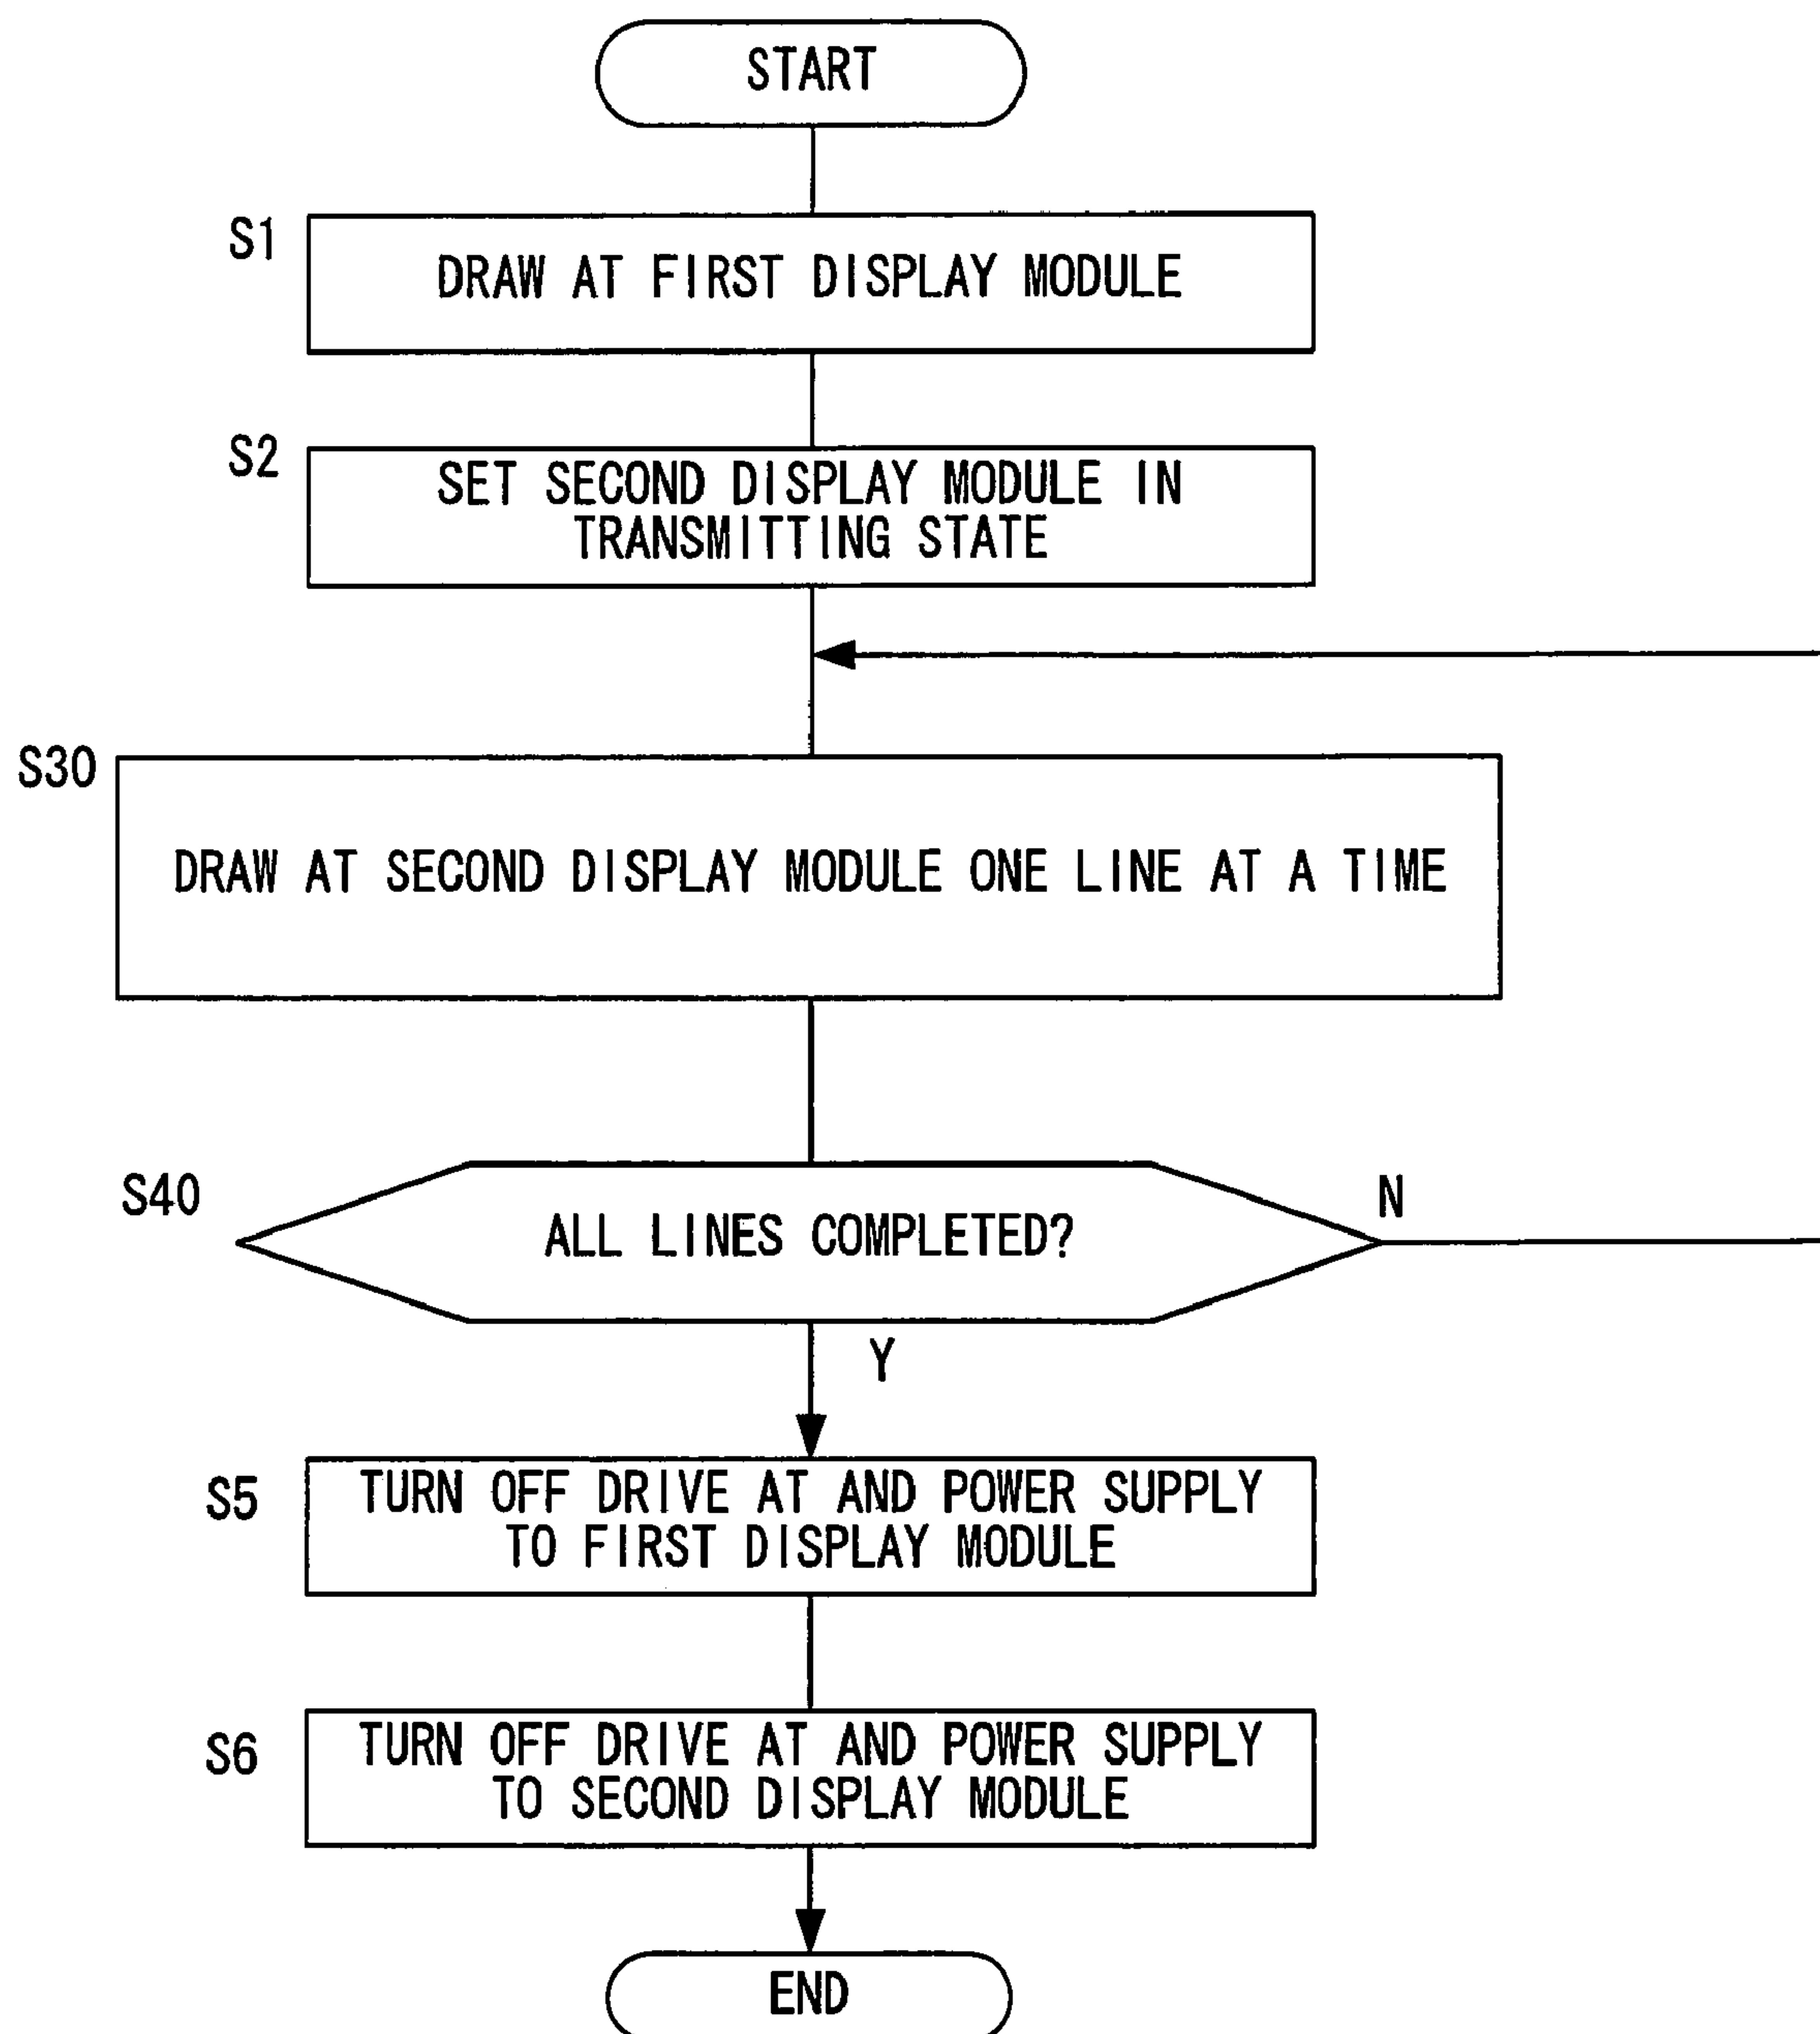 START
S1
DRAW AT FIRST DISPLAY MODULE
S2
SET SECOND DISPLAY MODULE IN
TRANSMITTING STATE
S30
DRAW AT SECOND DISPLAY MODULE ONE LINE AT A TIME
S40
ALL LINES COMPLETED?
N
Y
S5
TURN OFF DRIVE AT AND POWER SUPPLY
TO FIRST DISPLAY MODULE
S6
TURN OFF DRIVE AT AND POWER SUPPLY
TO SECOND DISPLAY MODULE
END